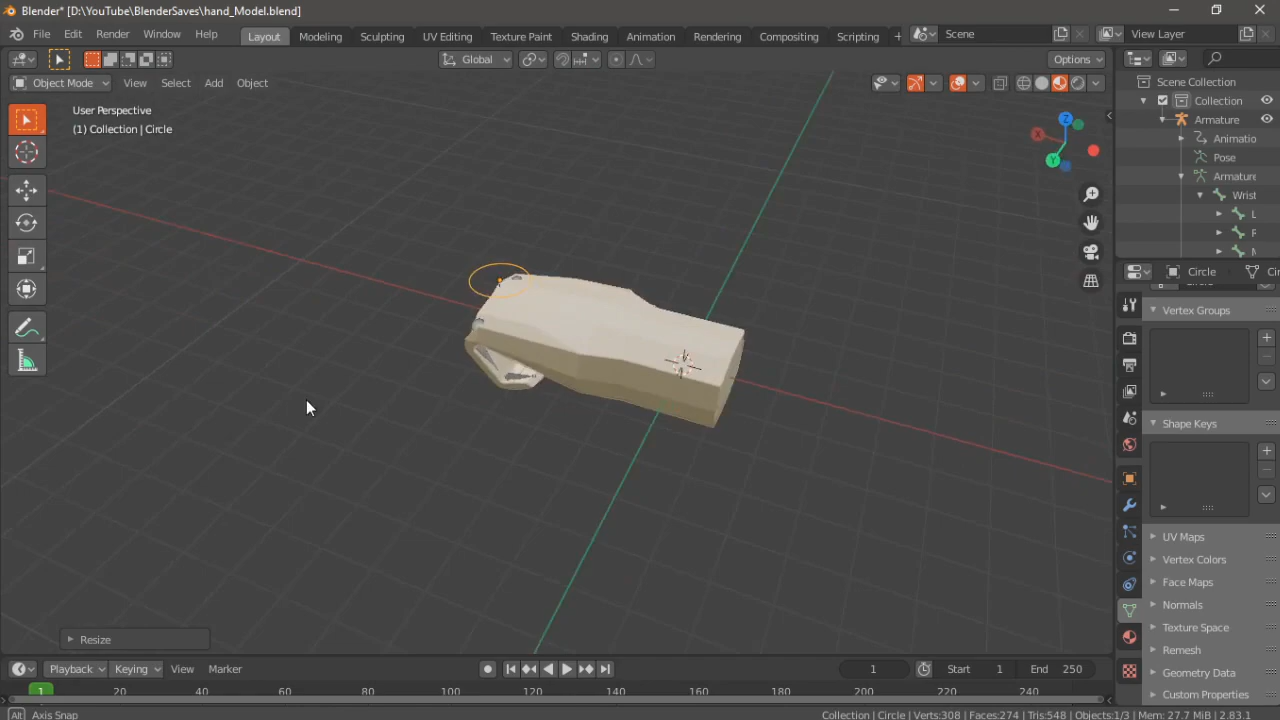 Blender* [D:\YouTube\BlenderSaves\hand_Model.blend]
File Edit Render Window Help Layout Modeling Sculpting UV Editing Texture Paint Shading Animation Rendering Compositing Scripting + Scene View Layer
Global Options
Object Mode View Select Add Object
User Perspective
(1) Collection | Circle
X
Y
Z
Scene Collection
Collection
Armature
Animatio
Pose
Armature
Wrist
L
F
M
Circle Ci
Circle
Vertex Groups
Shape Keys
UV Maps
Vertex Colors
Face Maps
Normals
Texture Space
Remesh
Geometry Data
Custom Properties
Resize
Playback Keying View Marker 1 Start 1 End 250
1 20 40 60 80 100 120 140 160 180 200 220 240
Alt Axis Snap Collection | Circle | Verts:308 | Faces:274 | Tris:548 | Objects:1/3 | Mem: 27.7 MiB | 2.83.1